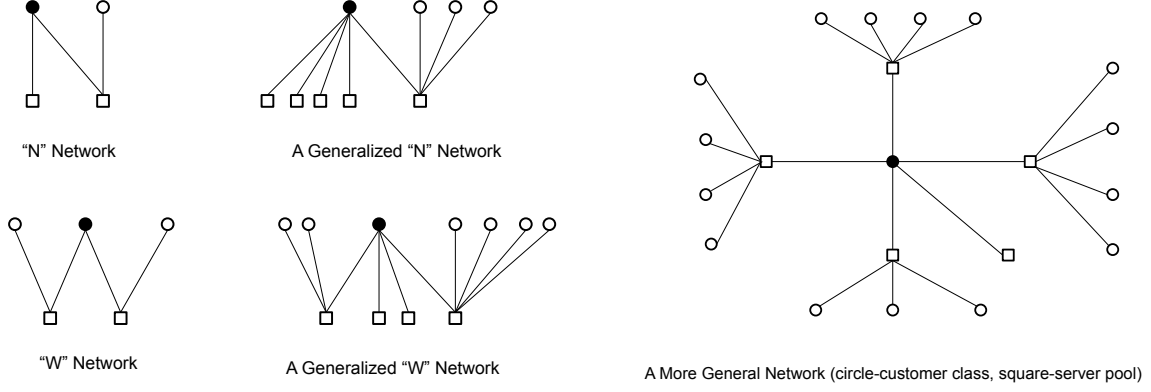 “N” Network
A Generalized “N” Network
“W” Network
A Generalized “W” Network
A More General Network (circle-customer class, square-server pool)